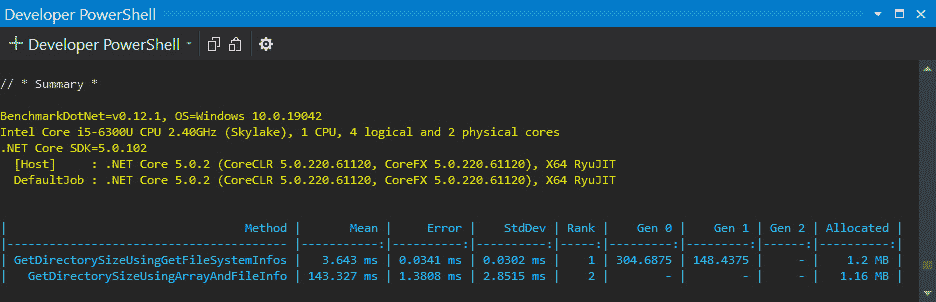 Developer PowerShell
Developer PowerShell
// * Summary *
BenchmarkDotNet=v0.12.1, OS=Windows 10.0.19042
Intel Core i5-6300U CPU 2.40GHz (Skylake), 1 CPU, 4 logical and 2 physical cores
.NET Core SDK=5.0.102
[Host]     : .NET Core 5.0.2 (CoreCLR 5.0.220.61120, CoreFX 5.0.220.61120), X64 RyuJIT
DefaultJob : .NET Core 5.0.2 (CoreCLR 5.0.220.61120, CoreFX 5.0.220.61120), X64 RyuJIT
|                                 Method |       Mean |     Error |    StdDev | Rank |    Gen 0 |    Gen 1 | Gen 2 | Allocated |
|--------------------------------------- |-----------:|----------:|----------:|-----:|---------:|---------:|------:|----------:|
| GetDirectorySizeUsingGetFileSystemInfos |   3.643 ms | 0.0341 ms | 0.0302 ms |    1 | 304.6875 | 148.4375 |     - |    1.2 MB |
|   GetDirectorySizeUsingArrayAndFileInfo | 143.327 ms | 1.3808 ms | 2.8515 ms |    2 |        - |        - |     - |   1.16 MB |